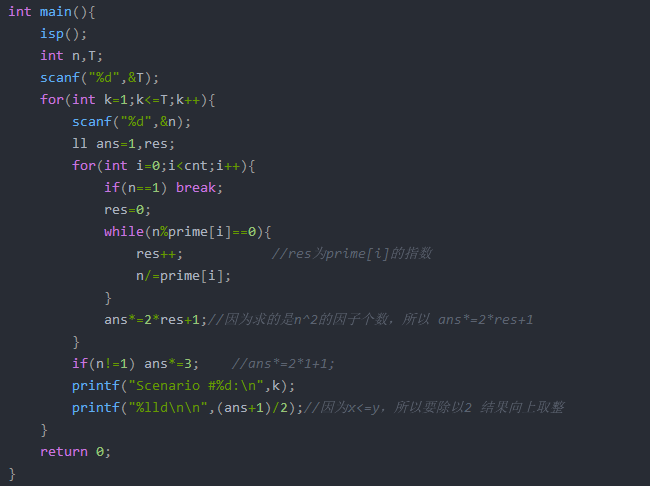 int main(){
    isp();
    int n,T;
    scanf("%d",&T);
    for(int k=1;k<=T;k++){
        scanf("%d",&n);
        ll ans=1,res;
        for(int i=0;i<cnt;i++){
            if(n==1) break;
            res=0;
            while(n%prime[i]==0){
                res++;           //res为prime[i]的指数
                n/=prime[i];
            }
            ans*=2*res+1;//因为求的是n^2的因子个数，所以 ans*=2*res+1
        }
        if(n!=1) ans*=3;    //ans*=2*1+1;
        printf("Scenario #%d:\n",k);
        printf("%lld\n\n",(ans+1)/2);//因为x<=y，所以要除以2 结果向上取整
    }
    return 0;
}